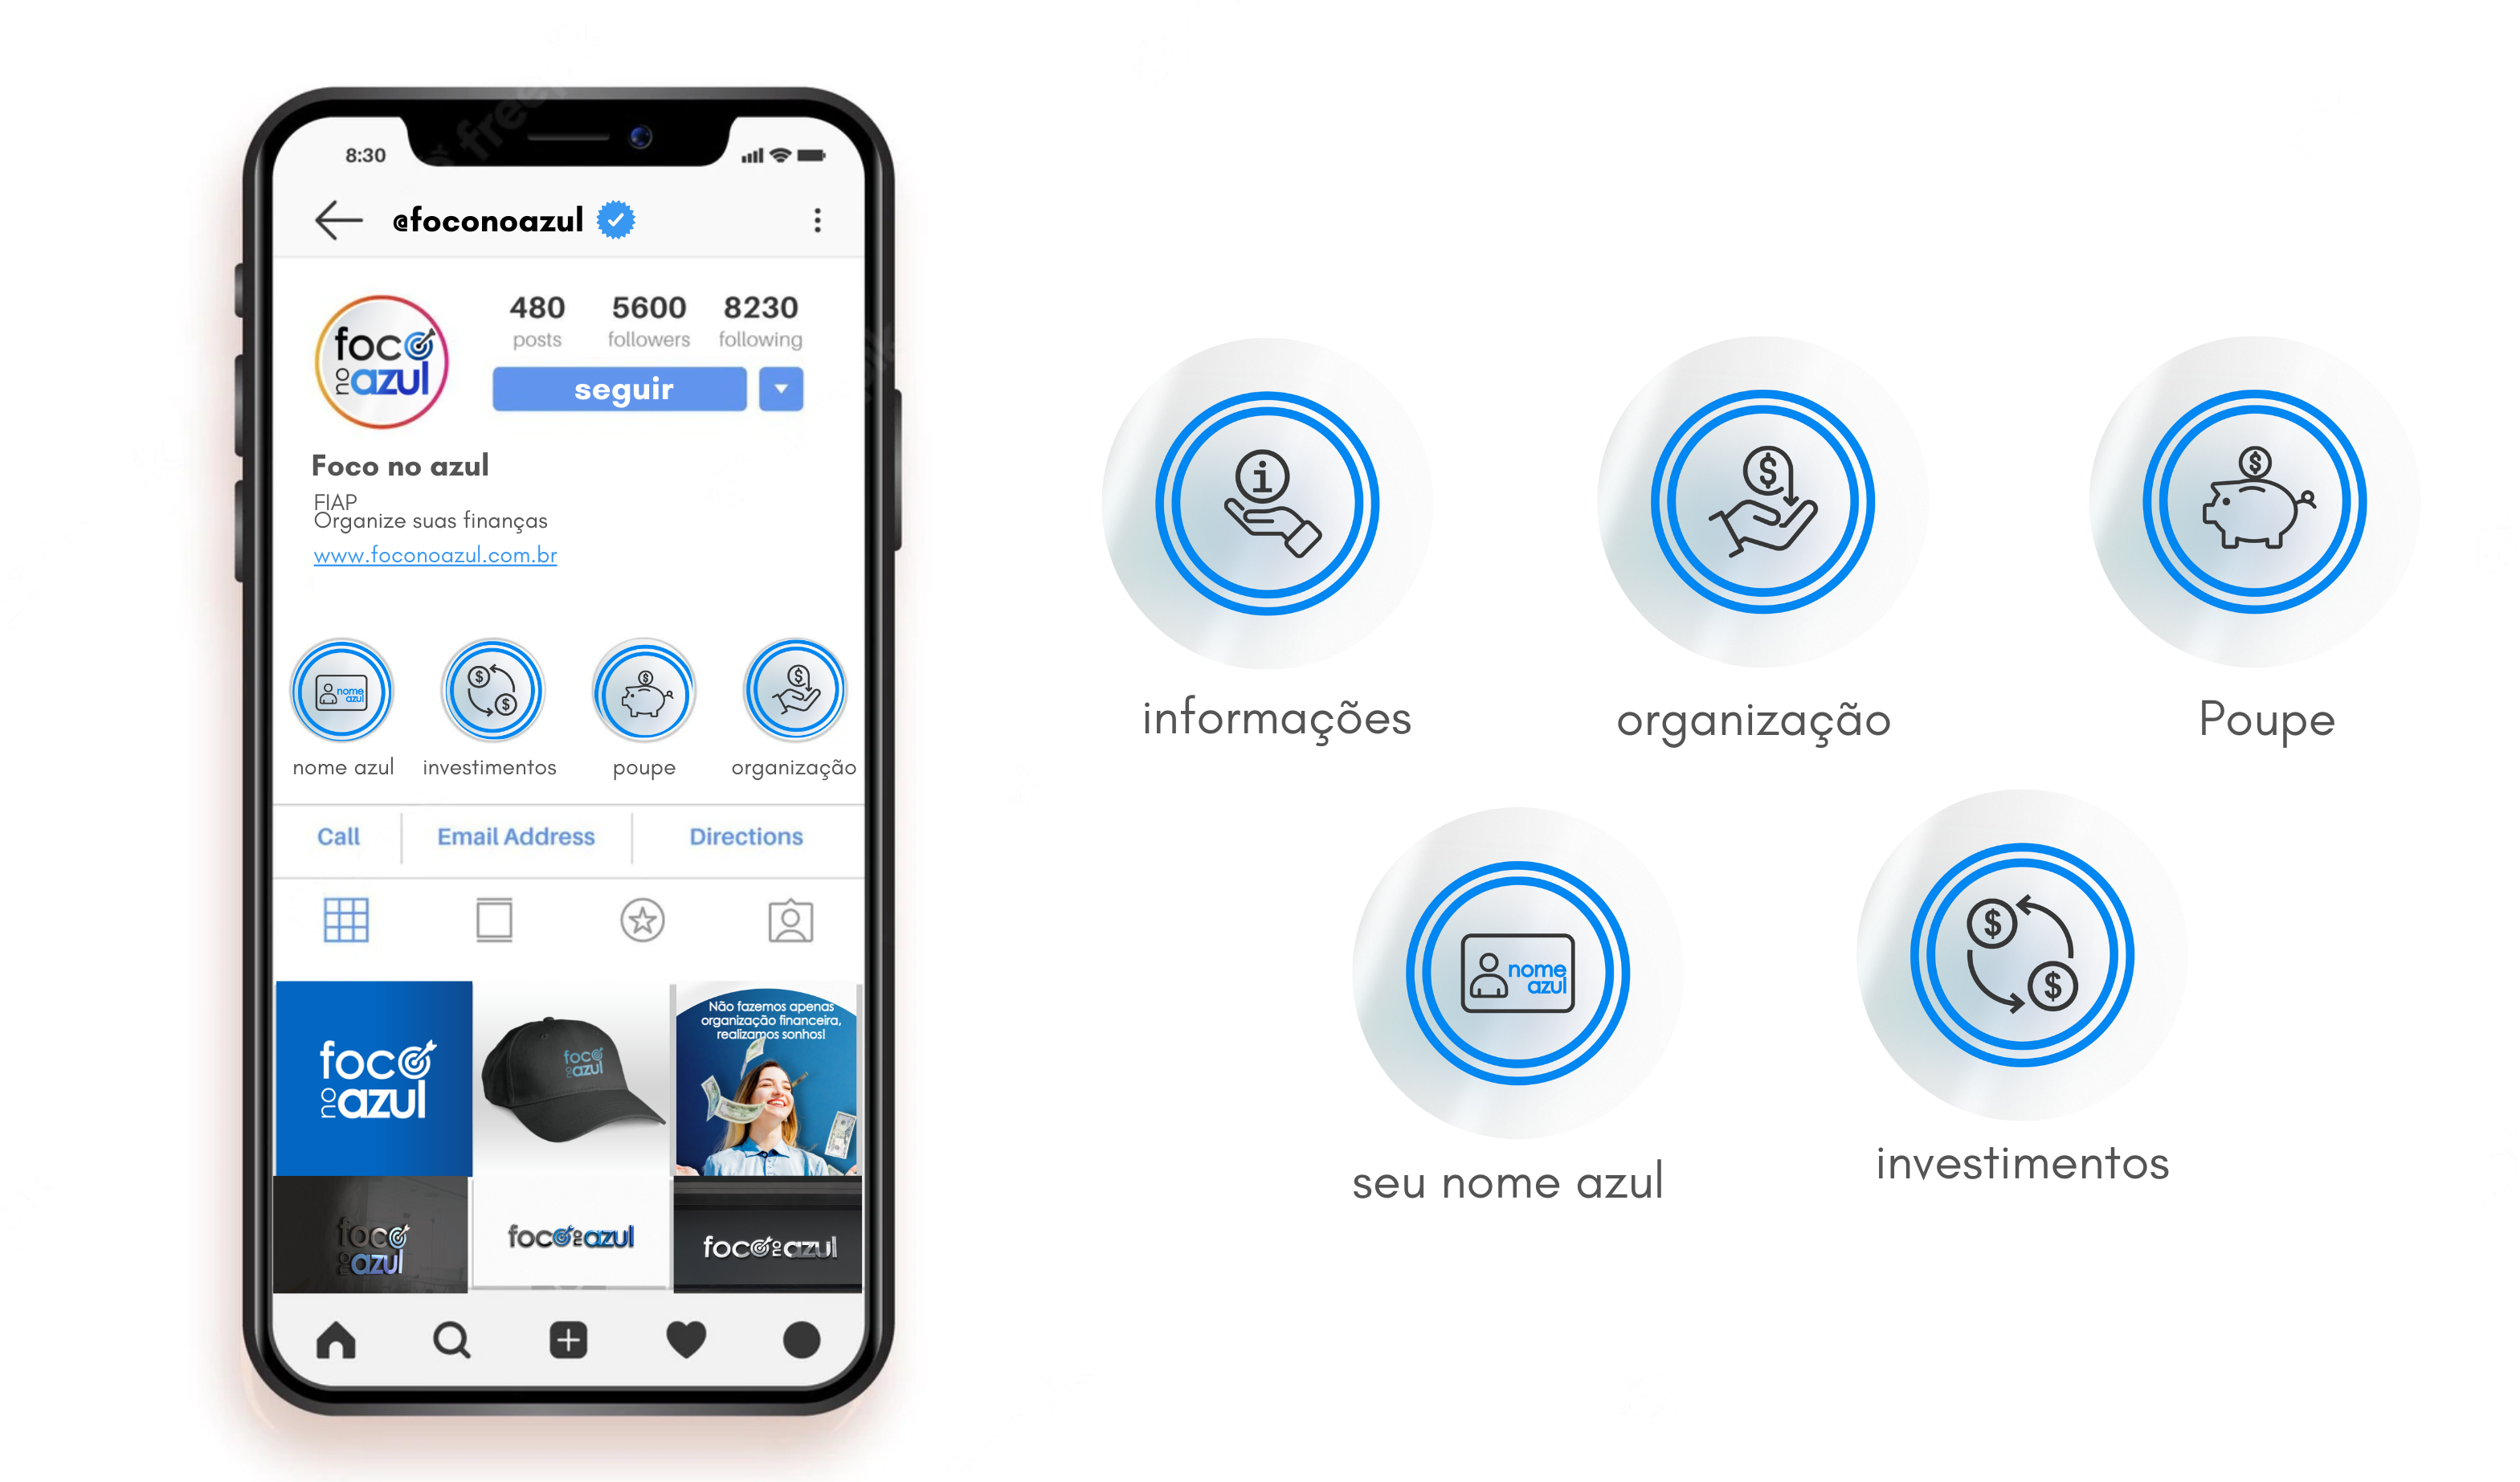 8:30
@foconoazul
480 5600 8230
posts followers following
foco
no azul
seguir
Foco no azul
FIAP
Organize suas finanças
www.foconoazul.com.br
nome
azul
$
$
$
$
nome azul investimentos poupe organização
Call Email Address Directions
foco
no azul
foco
no azul
Não fazemos apenas
organização financeira,
realizamos sonhos!
foco
no azul
foco no azul
foco no azul
i
$
$
informações organização Poupe
nome
azul
$
$
seu nome azul investimentos